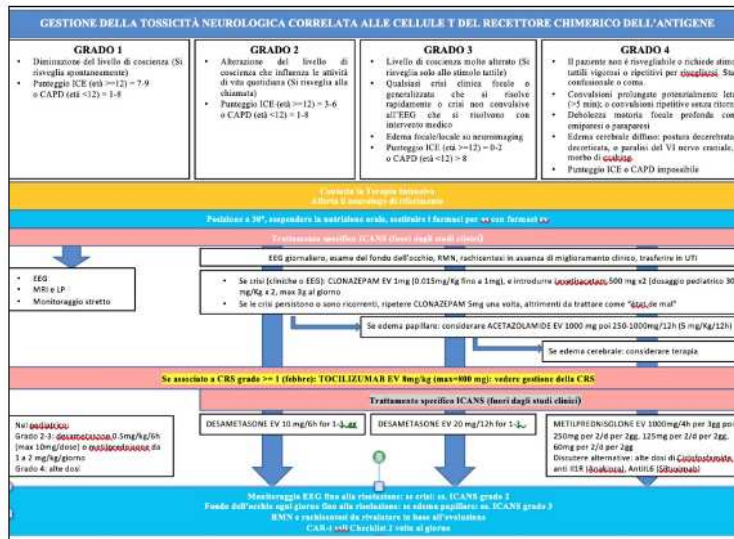 GESTIONE DELLA TOSSICITÀ NEUROLOGICA CORRELATA ALLE CELLULE T DEL RECETTORE CHIMERICO DELL'ANTIGENE
GRADO 1
Diminazione del livello di coscienza (Si
risveglia spontaneamente)
Punteggio ICE (età >=12) = 7-9
o CAPD (età <12) = 1-8
GRADO 2
Alterazione del livello di
coscienza che influenza le attività
di vita quotidiana (Si risveglia alla
chiamata)
Punteggio ICE (età >=12) = 3-6
o CAPD (età <12) = 1-8
GRADO 3
Livello di coscienza molto alterato (Si
risveglia solo allo stimolo tattile)
Qualsiasi crisi clinica focale o
generalizzata che si risolve
rapidamente o crisi non convulsive
all'EEG che si risolvono con
intervento medico
Edema focale/locale su neuroimaging
Punteggio ICE (età >=12) = 0-2
o CAPD (età <12) > 8
GRADO 4
Il paziente non è risvegliabile o richiede stimo
tattili vigorosi o ripetitivi per risvegliarsi. Sta
confusionale o coma.
Convulsioni prolungate potenzialmente leta
(>5 min); o convulsioni ripetitive senza ritorn
Debolezza motoria focale profonda con
emiparesi o paraparesi
Edema cerebrale diffuso: postura decerebrata
decorticata, o paralisi del VI nervo craniale,
morbo di cushing
Punteggio ICE o CAPD impossibile
Contatta la Terapia Intensiva
Allerta il neurologo di riferimento
Posizione a 30°, sospendere la nutrizione orale, sostituire i farmaci per os con farmaci ev
Trattamento specifico ICANS (fuori dagli studi clinici)
EEG giornaliero, esame del fondo dell'occhio, RMN, rachicentesi in assenza di miglioramento clinico, trasferire in UTI
EEG
MRI e LP
Monitoraggio stretto
Se crisi (cliniche o EEG): CLONAZEPAM EV 1mg (0.015mg/Kg fino a 1mg), e introdurre Levetiracetam 500 mg x2 (dosaggio pediatrico 30
mg/Kg x 2, max 3g al giorno
Se le crisi persistono o sono ricorrenti, ripetere CLONAZEPAM 5mg una volta, altrimenti da trattare come "état de mal"
Se edema papillare: considerare ACETAZOLAMIDE EV 1000 mg poi 250-1000mg/12h (5 mg/Kg/12h)
Se edema cerebrale: considerare terapia
Se associato a CRS grado >= 1 (febbre): TOCILIZUMAB EV 8mg/kg (max=800 mg): vedere gestione della CRS
Trattamento specifico ICANS (fuori dagli studi clinici)
Nel pediatrico:
Grado 2-3: desametasone 0.5mg/kg/6h
(max 10mg/dose) o metilprednisone da
1 a 2 mg/kg/giorno
Grado 4: alte dosi
DESAMETASONE EV 10 mg/6h for 1-3 gg
DESAMETASONE EV 20 mg/12h for 1-3
METILPREDNISOLONE EV 1000mg/4h per 3gg poi
250mg per 2/d per 2gg, 125mg per 2/d per 2gg,
60mg per 2/d per 2gg
Discutere alternative: alte dosi di Ciclofosfamide,
anti Il1R (Anakinra), AntiIL6 (Siltuximab)
Monitoraggio EEG fino alla risoluzione: se crisi: cs. ICANS grado 3
Fondo dell'occhio ogni giorno fino da risoluzione: se edema papillare: cs. ICANS grado 3
RMN e rachicentesi da rivalutare in base all'evoluzione
CAR-t cell Checklist 2 volte al giorno